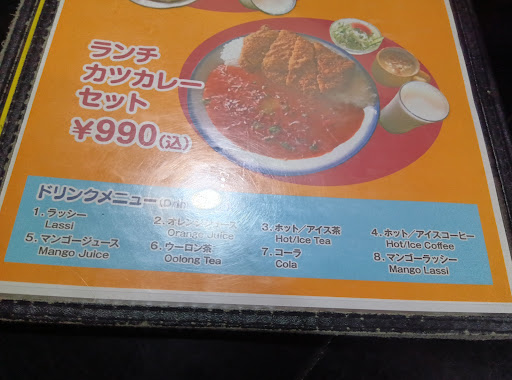 ランチ
カツカレー
セット
¥990(込)
ドリンクメニュー
1. ラッシー
Lassi
2. オレンジジュース
Orange Juice
3. ホット／アイス茶
Hot/Ice Tea
4. ホット／アイスコーヒー
Hot/Ice Coffee
5. マンゴージュース
Mango Juice
6. ウーロン茶
Oolong Tea
7. コーラ
Cola
8. マンゴーラッシー
Mango Lassi